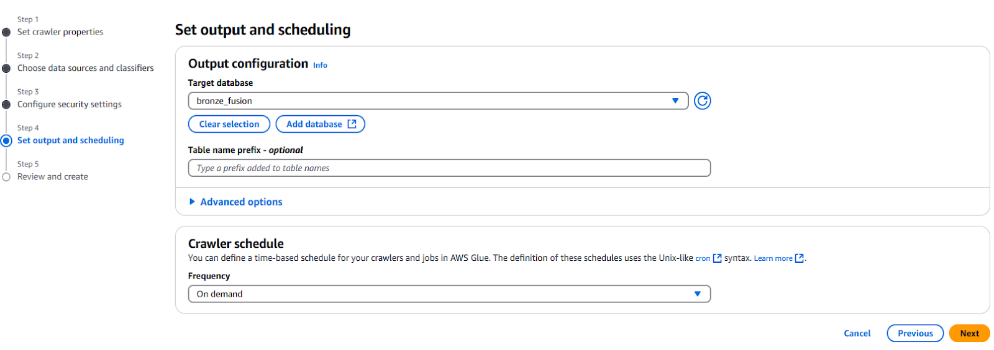 Step 1
Set crawler properties
Step 2
Choose data sources and classifiers
Step 3
Configure security settings
Step 4
Set output and scheduling
Step 5
Review and create
Set output and scheduling
Output configuration Info
Target database
bronze_fusion
Clear selection
Add database
Table name prefix - optional
Type a prefix added to table names
Advanced options
Crawler schedule
You can define a time-based schedule for your crawlers and jobs in AWS Glue. The definition of these schedules uses the Unix-like cron syntax. Learn more.
Frequency
On demand
Cancel
Previous
Next